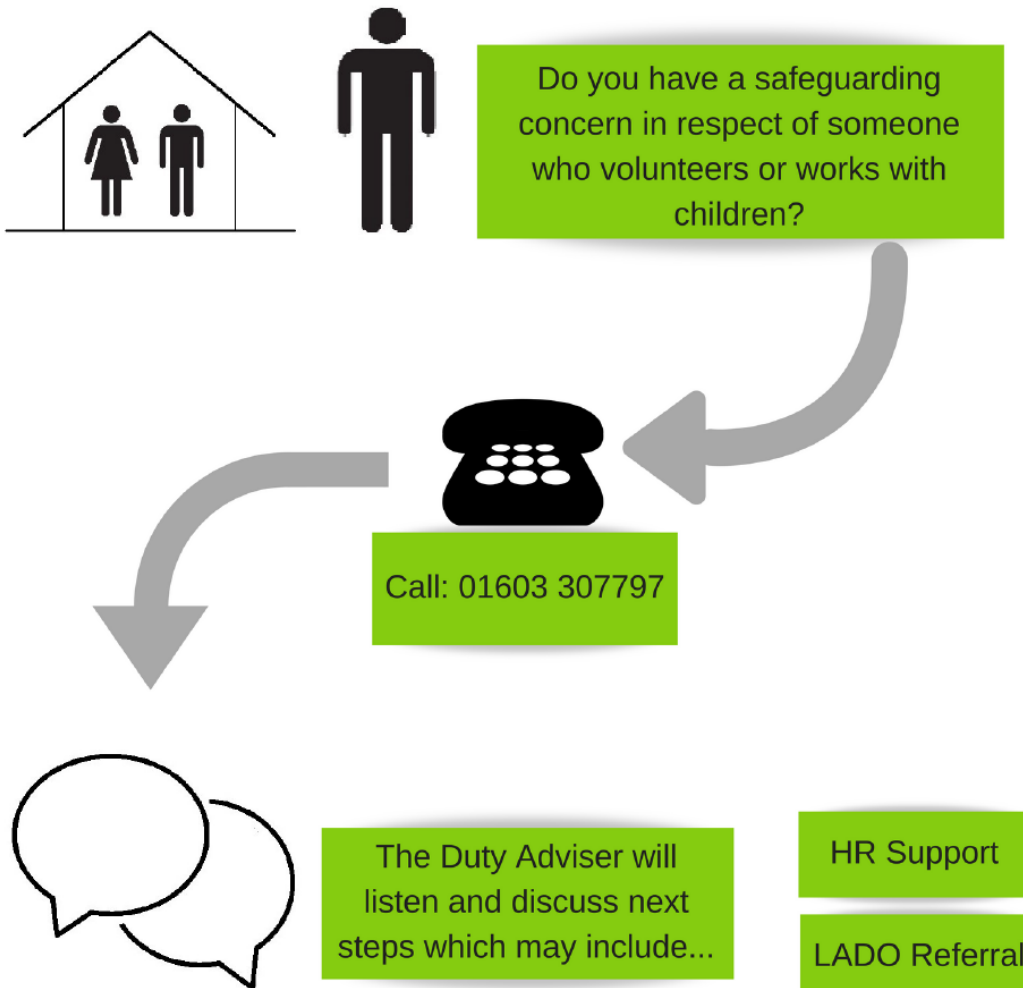 Do you have a safeguarding
concern in respect of someone
who volunteers or works with
children?
Call: 01603 307797
The Duty Adviser will
listen and discuss next
steps which may include...
HR Support
LADO Referral